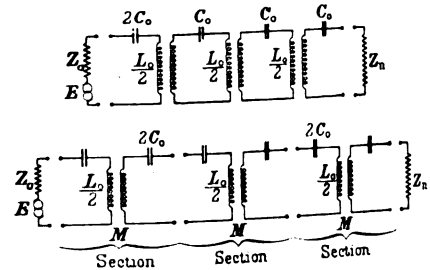 2C₀ C₀ C₀ C₀
Z₀ L₀/2 L₀/2 L₀/2 Zₙ
E
2C₀ 2C₀
Z₀ L₀/2 L₀/2 L₀/2 Zₙ
E
M M M
Section Section Section